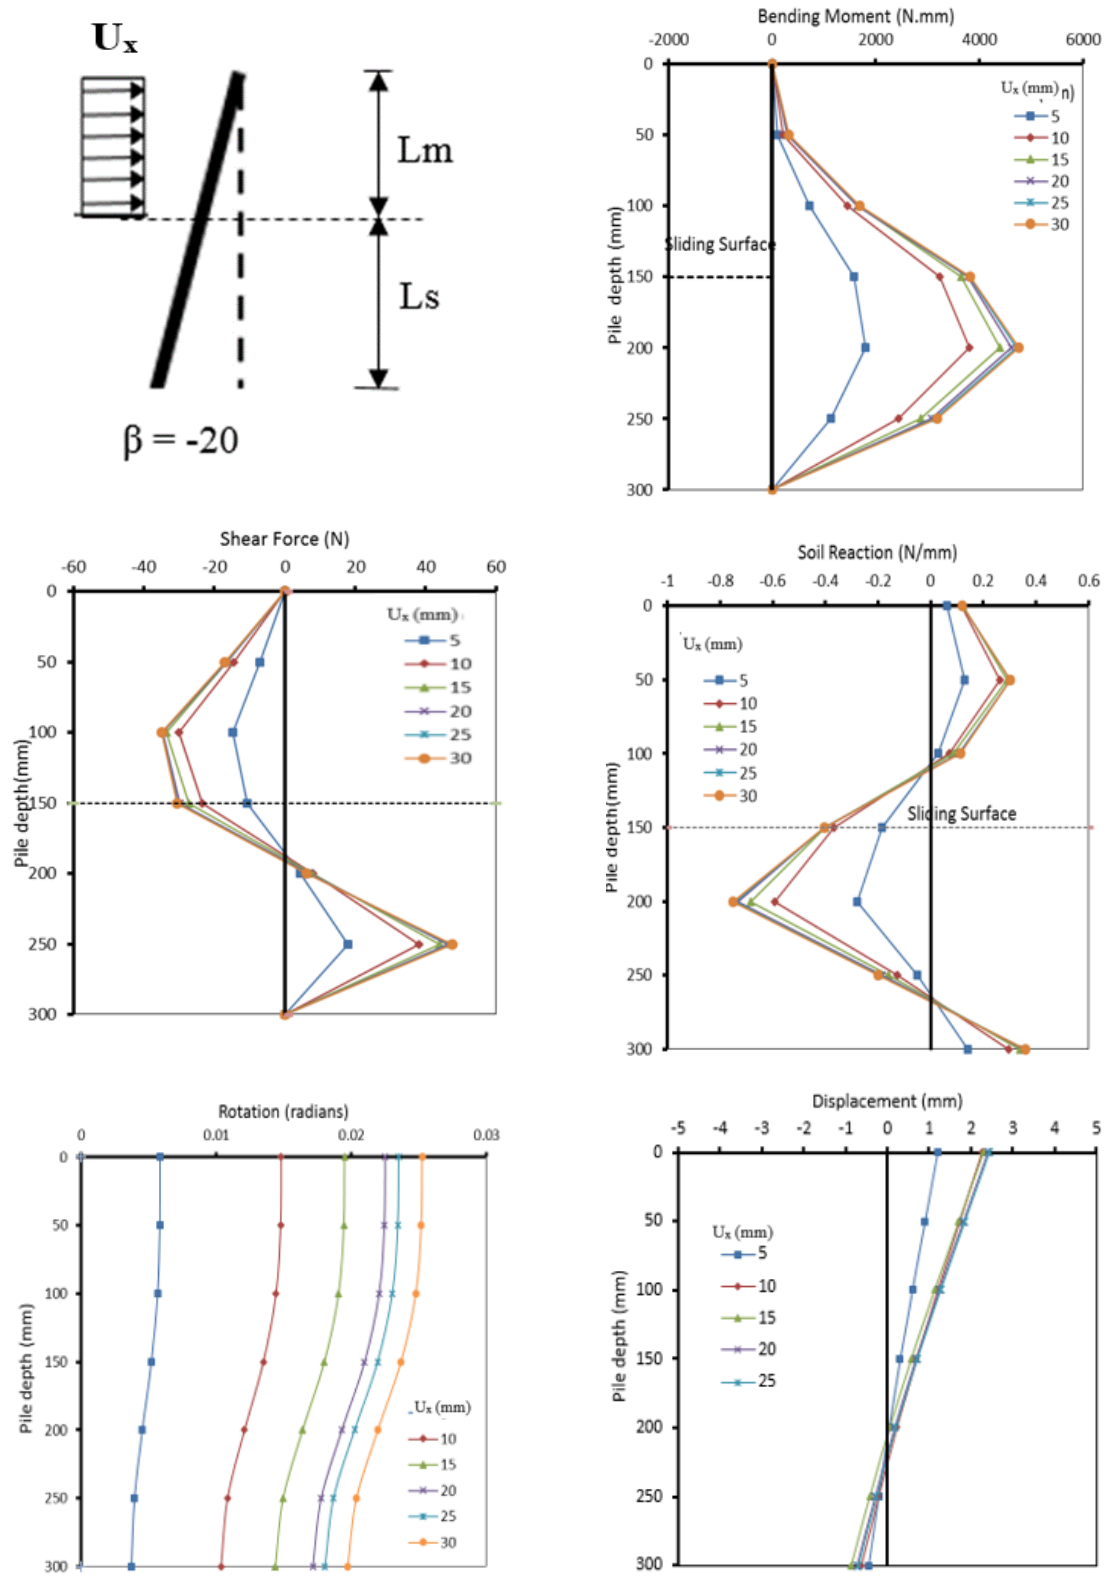 Ux
Lm
Ls
β = -20
Bending Moment (N.mm)
-2000 0 2000 4000 6000
Pile depth (mm)
0
50
100
150
200
250
300
Sliding Surface
Ux (mm) n)
5
10
15
20
25
30
Shear Force (N)
-60 -40 -20 0 20 40 60
Pile depth(mm)
0
50
100
150
200
250
300
Ux (mm)
5
10
15
20
25
30
Soil Reaction (N/mm)
-1 -0.8 -0.6 -0.4 -0.2 0 0.2 0.4 0.6
Pile depth(mm)
0
50
100
150
200
250
300
Ux (mm)
5
10
15
20
25
30
Sliding Surface
Rotation (radians)
0 0.01 0.02 0.03
Pile depth (mm)
0
50
100
150
200
250
300
Ux (mm)
10
15
20
25
30
Displacement (mm)
-5 -4 -3 -2 -1 0 1 2 3 4 5
Pile depth (mm)
0
50
100
150
200
250
300
Ux (mm)
5
10
15
20
25